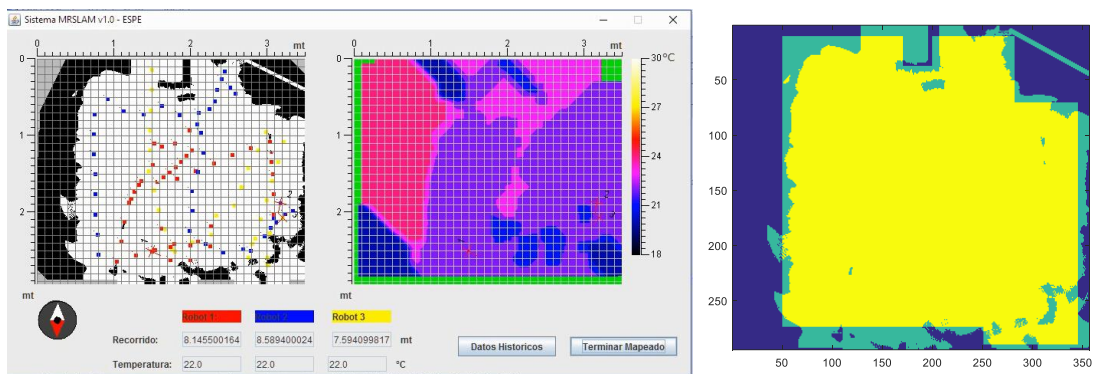 Sistema MRSLAM v1.0 - ESPE
0 1 2 3 mt
0 1 2 3 mt
0
1
2
mt
0
1
2
mt
30°C
27
24
21
18
2
2
Robot 1 Robot 2 Robot 3
Recorrido: 8.145500164 8.589400024 7.594099817 mt
Temperatura: 22.0 22.0 22.0 °C
Datos Historicos Terminar Mapeado
50
100
150
200
250
50 100 150 200 250 300 350